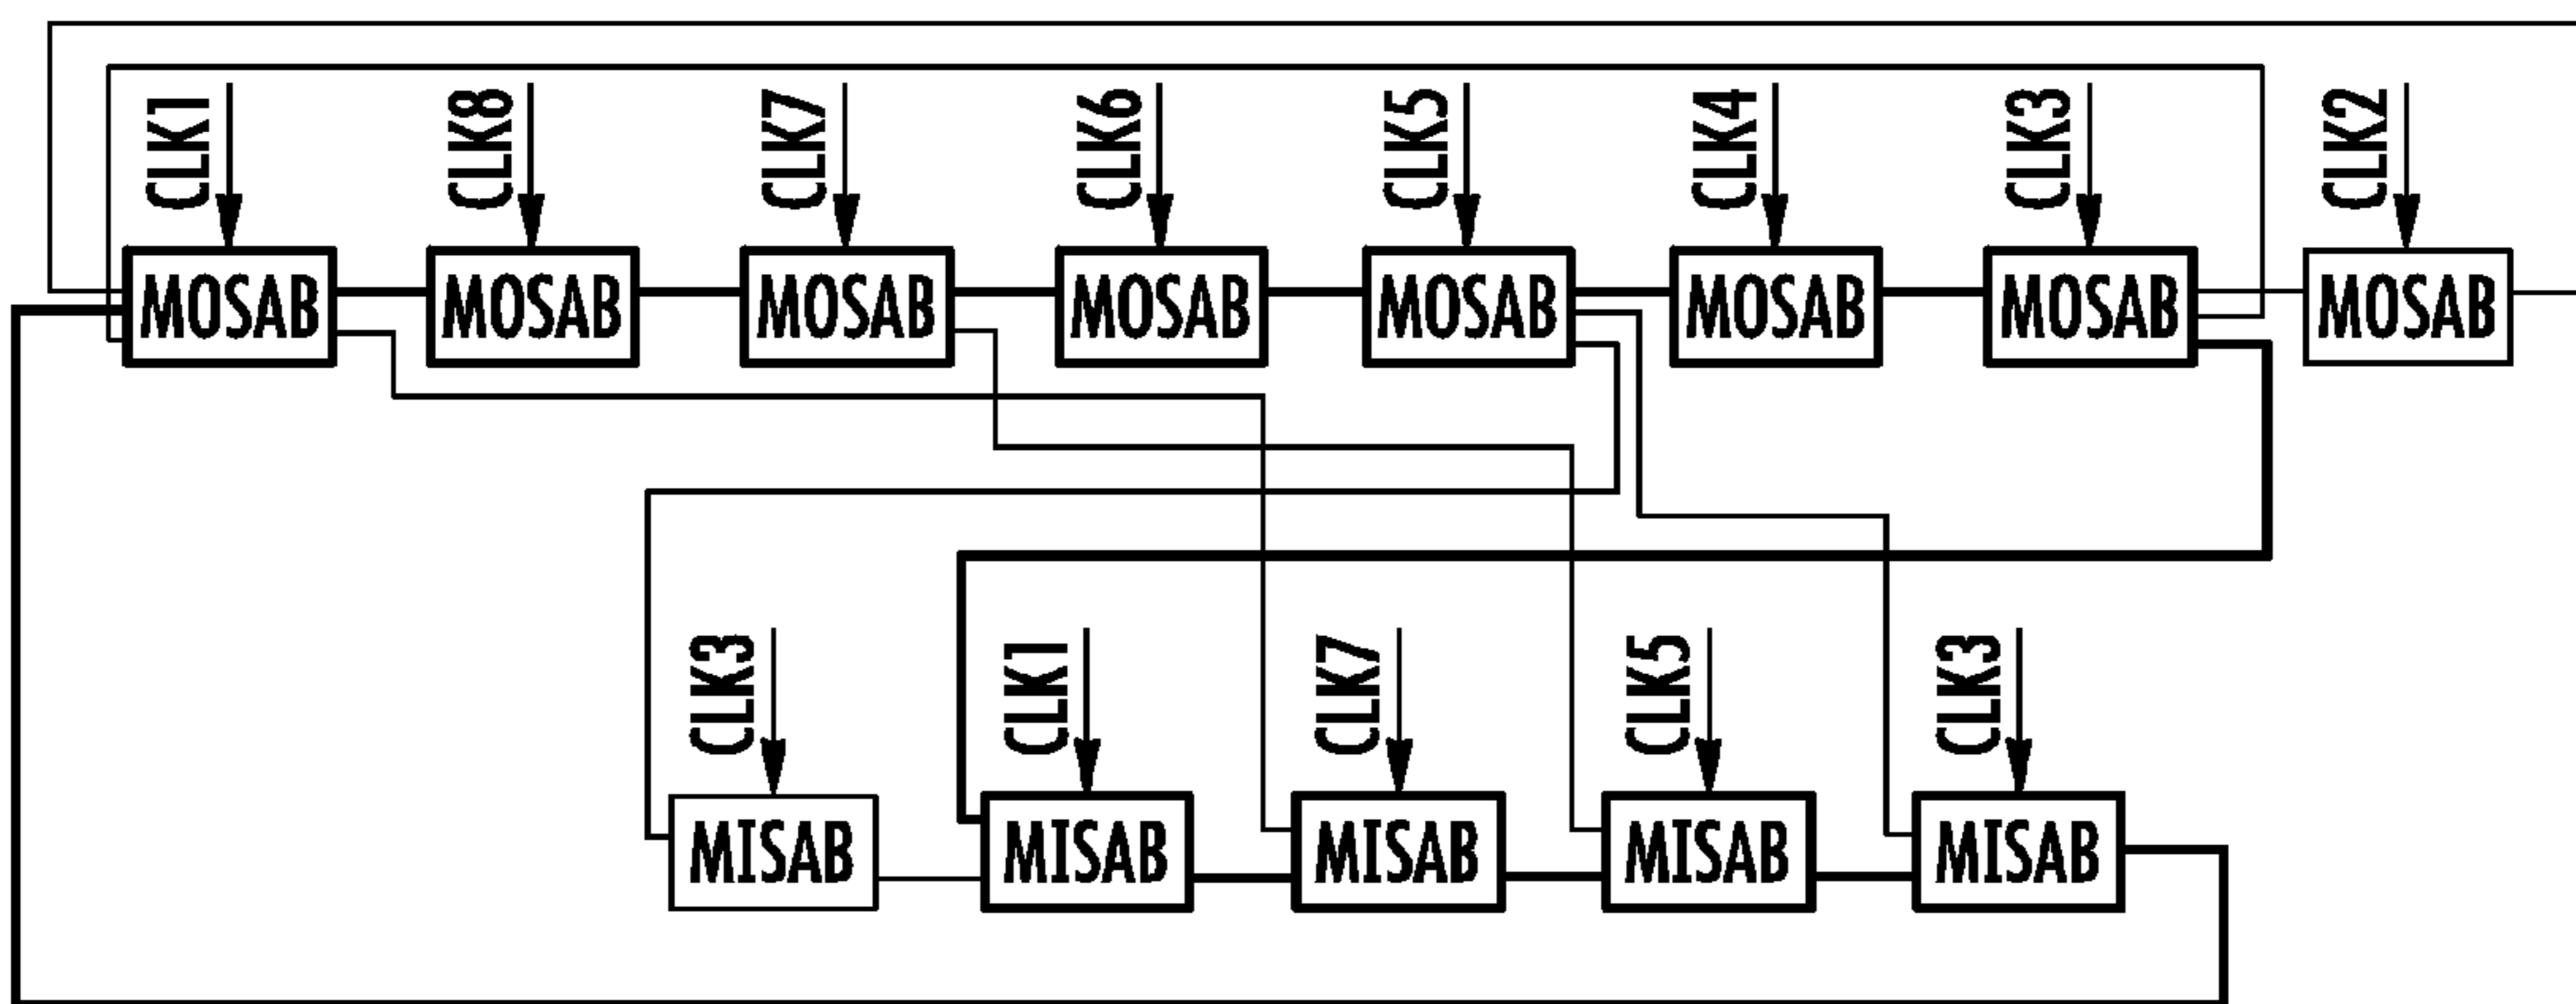 CLK1 CLK8 CLK7 CLK6 CLK5 CLK4 CLK3 CLK2
MOSAB MOSAB MOSAB MOSAB MOSAB MOSAB MOSAB MOSAB
CLK3 CLK1 CLK7 CLK5 CLK3
MISAB MISAB MISAB MISAB MISAB